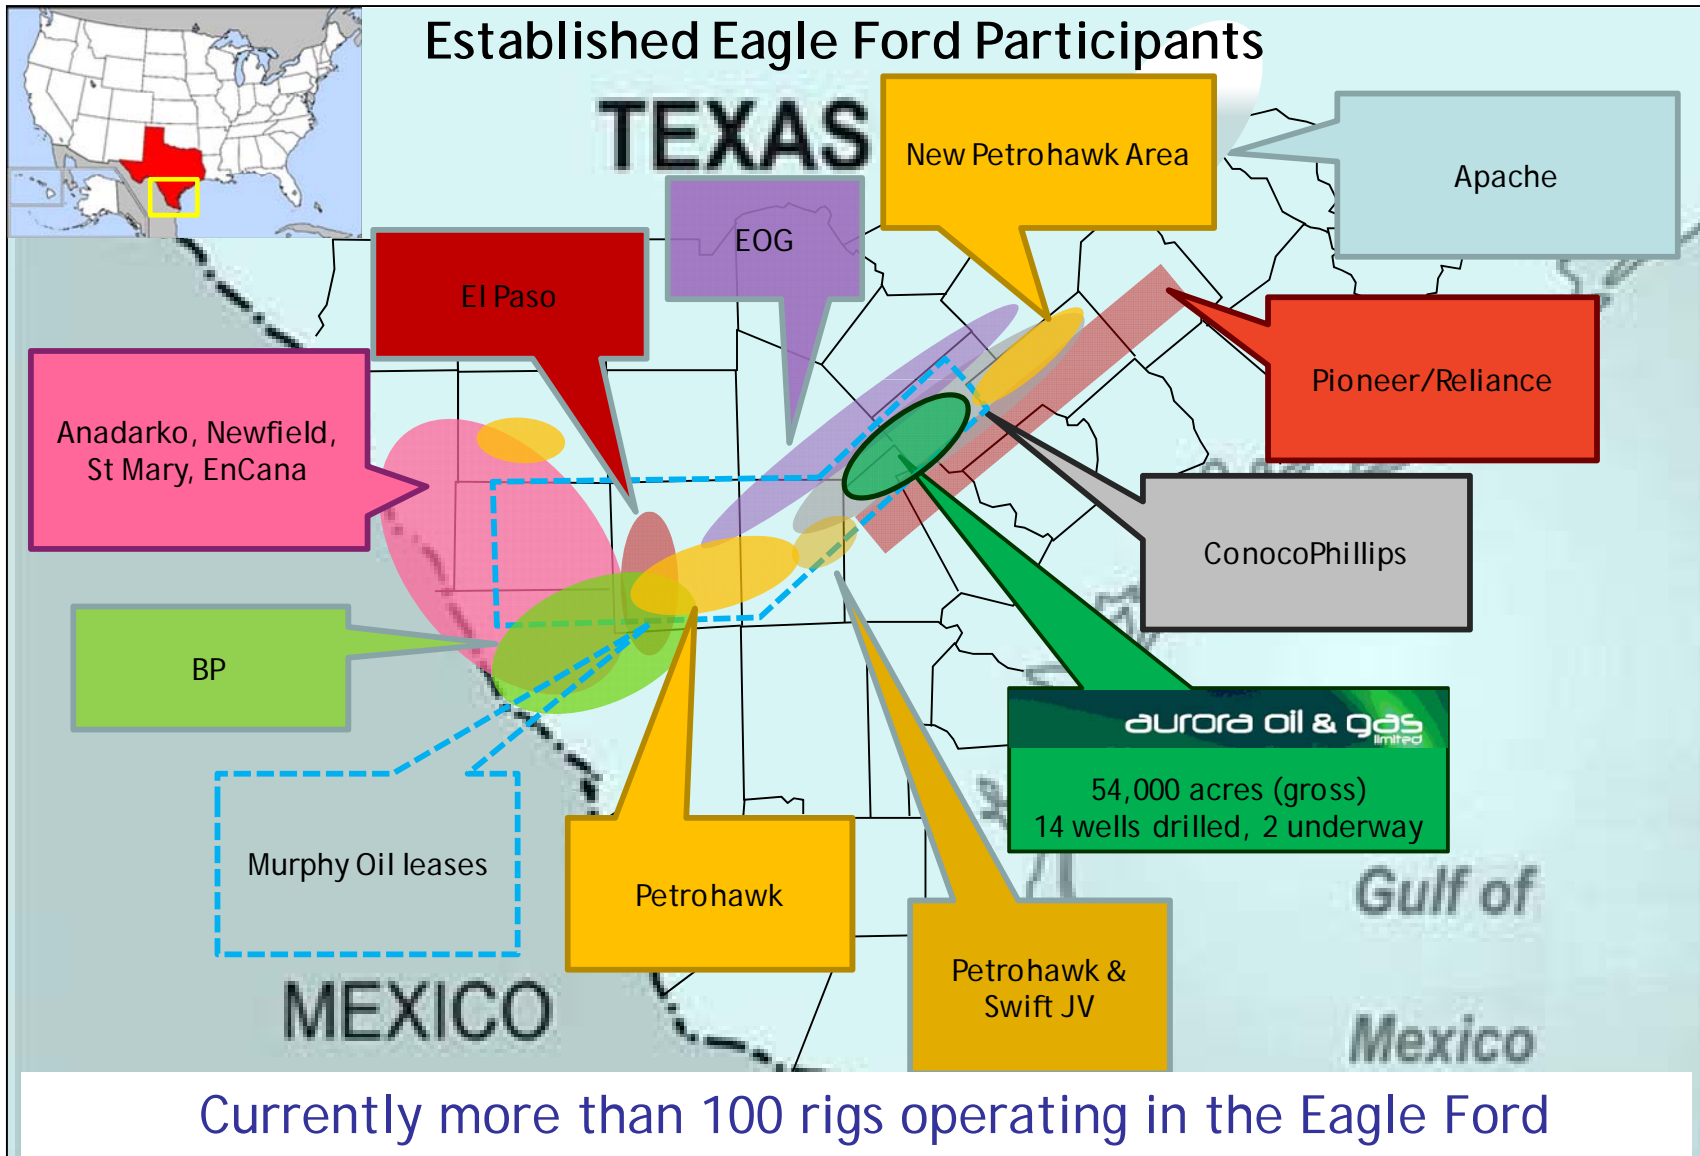 Established Eagle Ford Participants
TEXAS
New Petrohawk Area
Apache
EOG
El Paso
Pioneer/Reliance
Anadarko, Newfield,
St Mary, EnCana
ConocoPhillips
BP
aurora oil & gas
limited
54,000 acres (gross)
14 wells drilled, 2 underway
Murphy Oil leases
Petrohawk
Petrohawk &
Swift JV
Gulf of
Mexico
MEXICO
Currently more than 100 rigs operating in the Eagle Ford